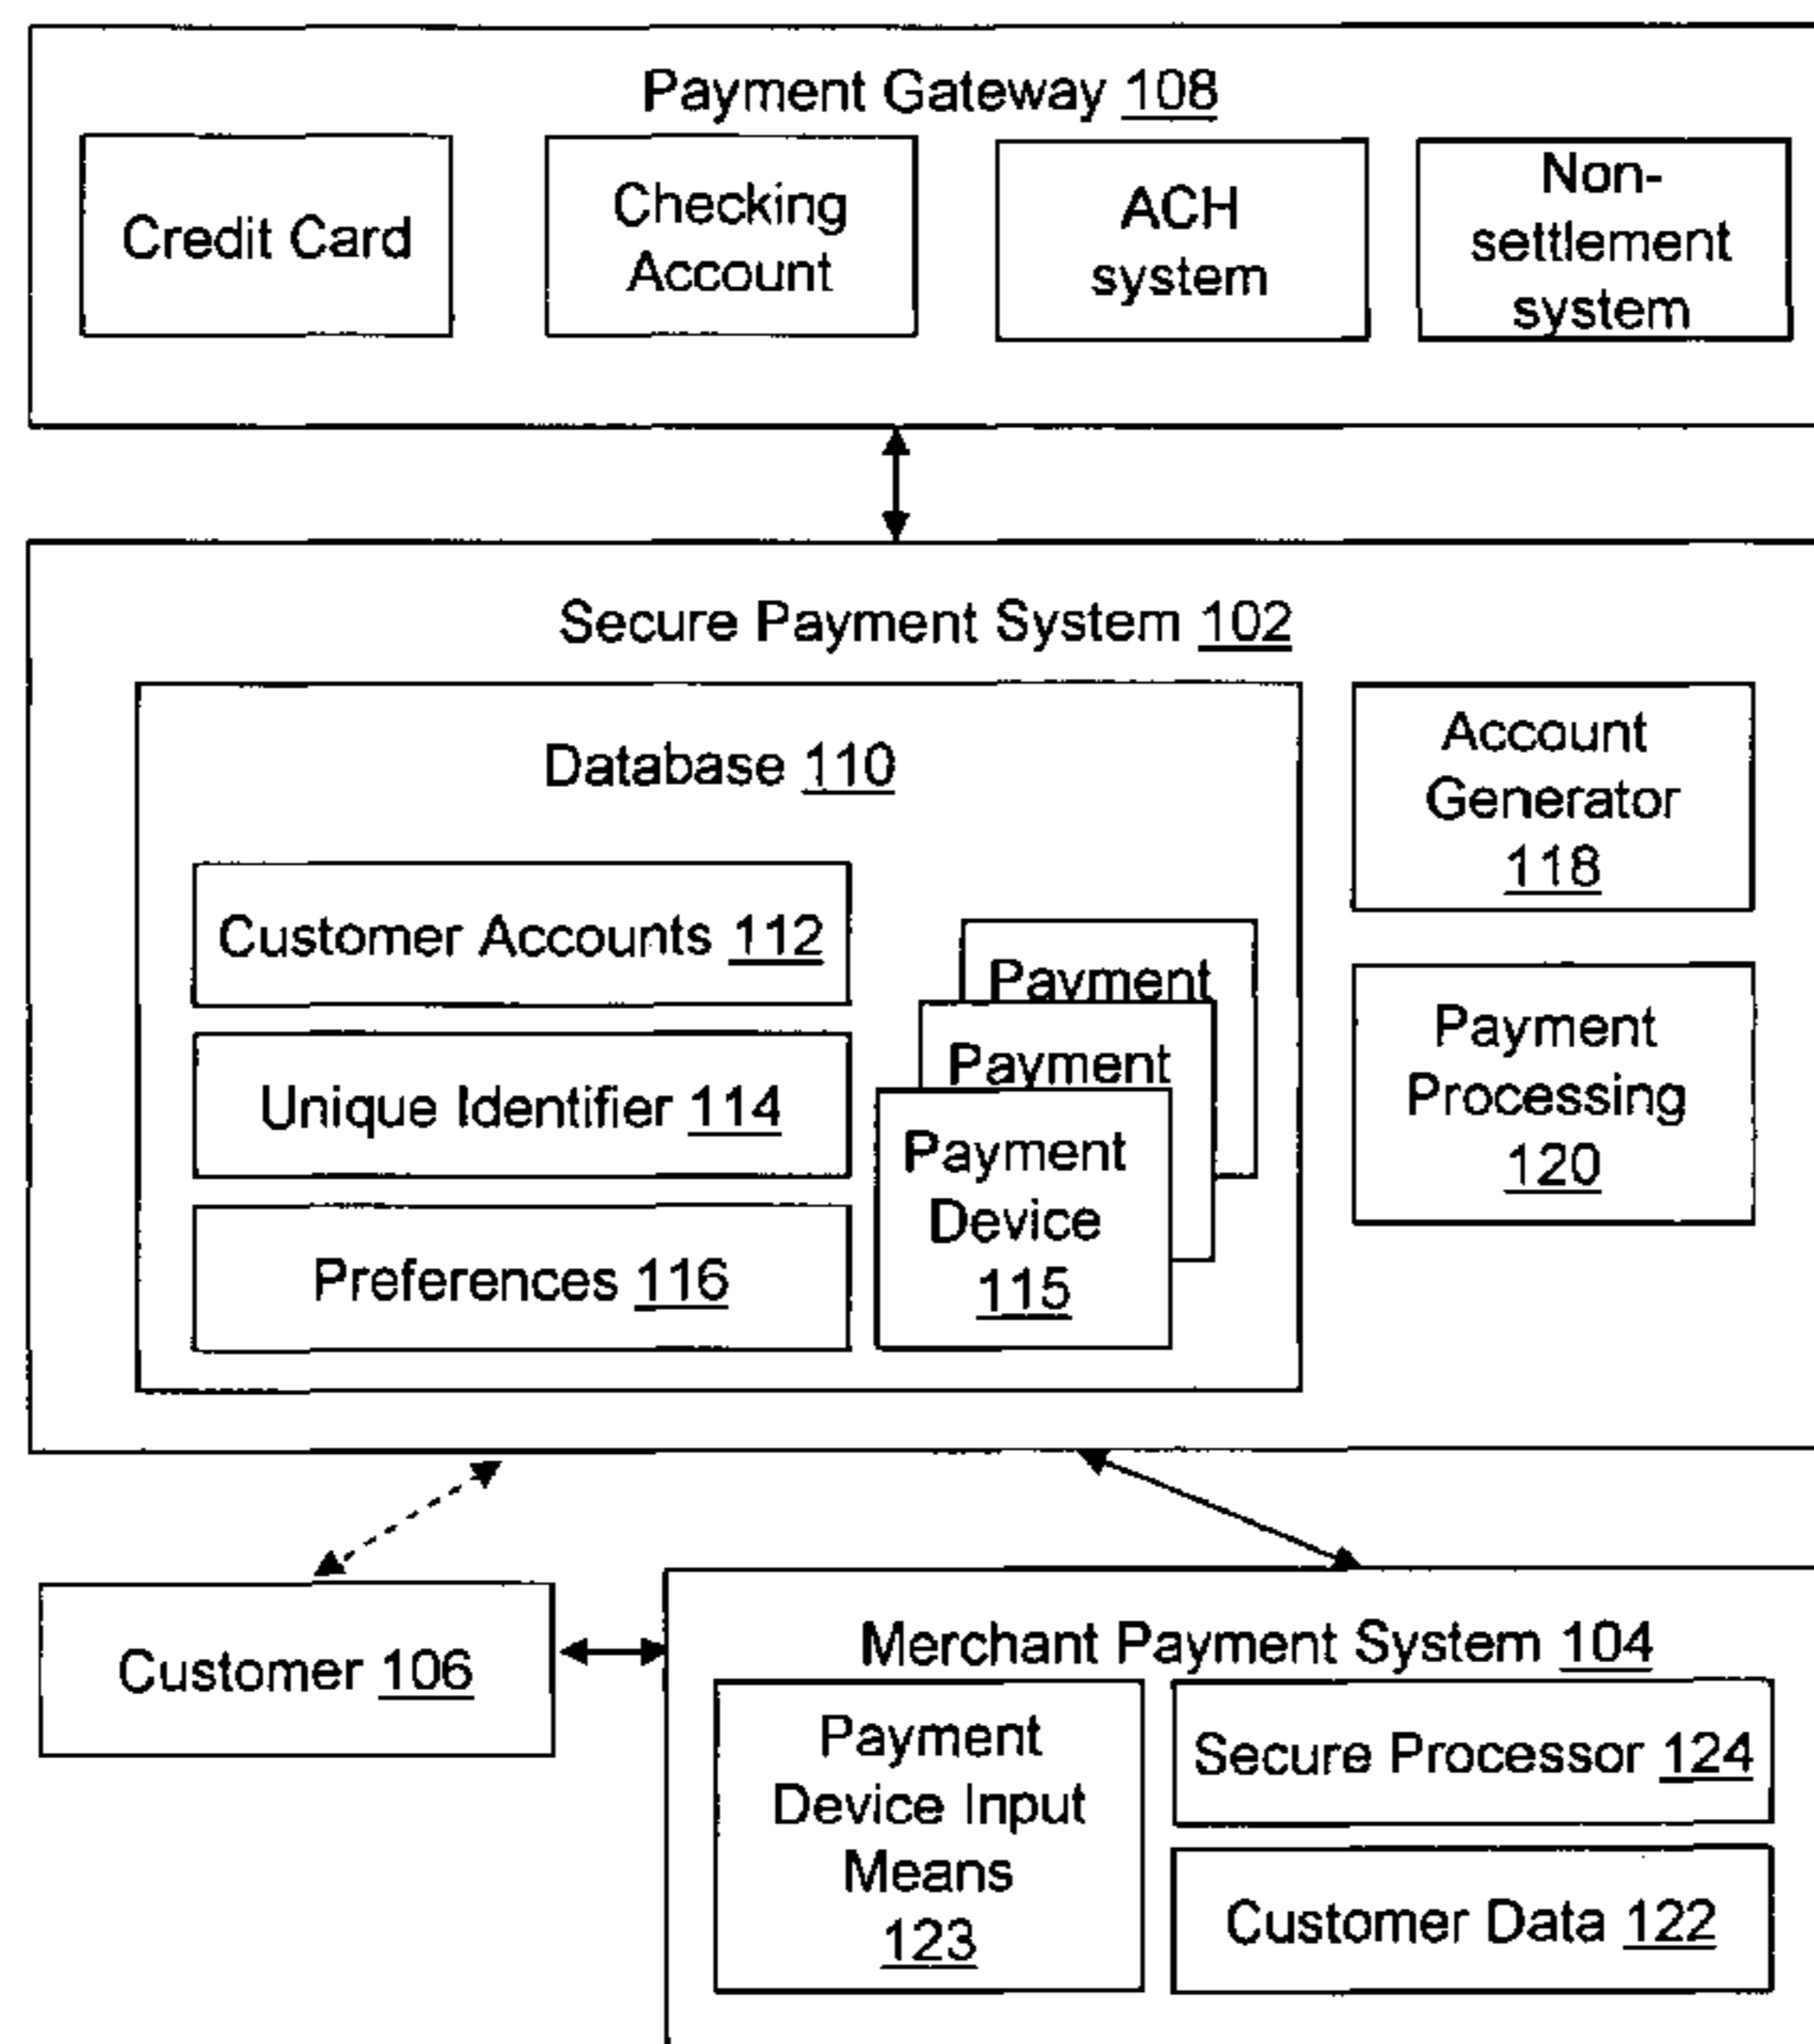 Payment Gateway 108
Credit Card
Checking
Account
ACH
system
Non-
settlement
system
Secure Payment System 102
Database 110
Customer Accounts 112
Unique Identifier 114
Preferences 116
Payment
Payment
Payment
Device
115
Account
Generator
118
Payment
Processing
120
Customer 106
Merchant Payment System 104
Payment
Device Input
Means
123
Secure Processor 124
Customer Data 122